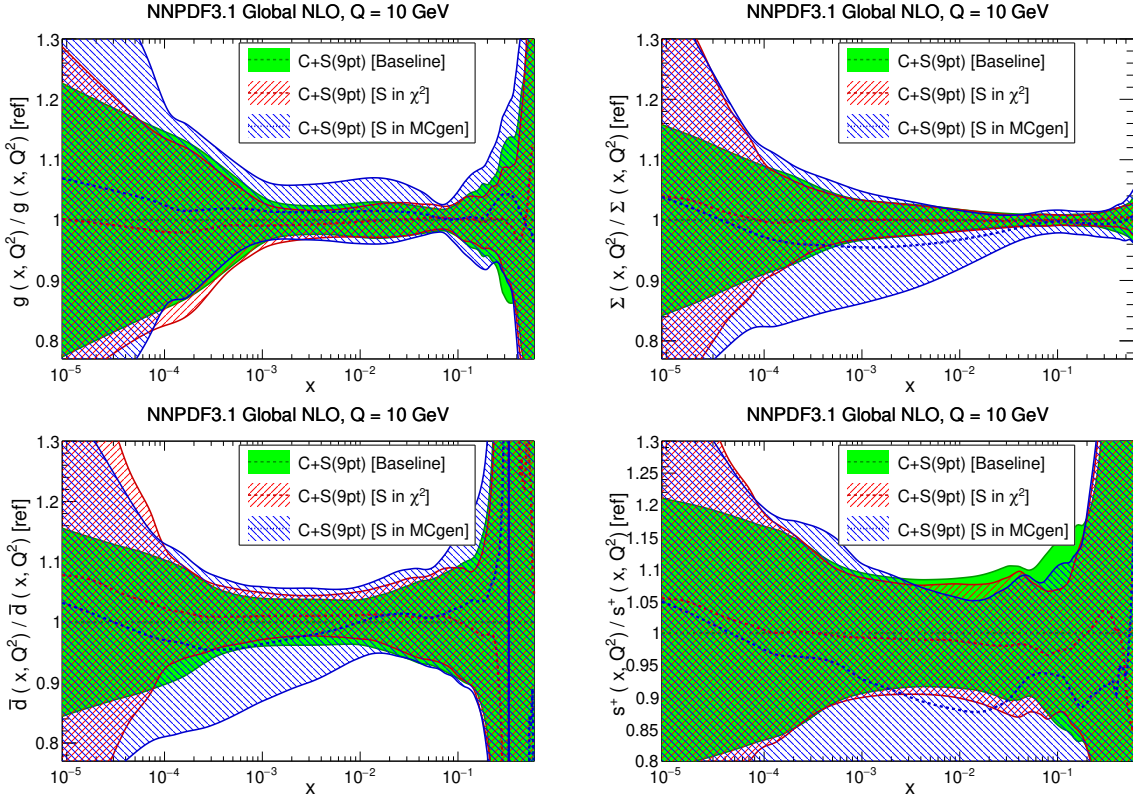 NNPDF3.1 Global NLO, Q = 10 GeV
1.3
1.2
1.1
1
0.9
0.8
g ( x, Q²) / g ( x, Q²) [ref]
C+S(9pt) [Baseline]
C+S(9pt) [S in χ²]
C+S(9pt) [S in MCgen]
10⁻⁵ 10⁻⁴ 10⁻³ 10⁻² 10⁻¹
x
NNPDF3.1 Global NLO, Q = 10 GeV
1.3
1.2
1.1
1
0.9
0.8
Σ ( x, Q²) / Σ ( x, Q²) [ref]
C+S(9pt) [Baseline]
C+S(9pt) [S in χ²]
C+S(9pt) [S in MCgen]
10⁻⁵ 10⁻⁴ 10⁻³ 10⁻² 10⁻¹
x
NNPDF3.1 Global NLO, Q = 10 GeV
1.3
1.2
1.1
1
0.9
0.8
d̅ ( x, Q²) / d̅ ( x, Q²) [ref]
C+S(9pt) [Baseline]
C+S(9pt) [S in χ²]
C+S(9pt) [S in MCgen]
10⁻⁵ 10⁻⁴ 10⁻³ 10⁻² 10⁻¹
x
NNPDF3.1 Global NLO, Q = 10 GeV
1.3
1.25
1.2
1.15
1.1
1.05
1
0.95
0.9
0.85
0.8
s⁺ ( x, Q²) / s⁺ ( x, Q²) [ref]
C+S(9pt) [Baseline]
C+S(9pt) [S in χ²]
C+S(9pt) [S in MCgen]
10⁻⁵ 10⁻⁴ 10⁻³ 10⁻² 10⁻¹
x